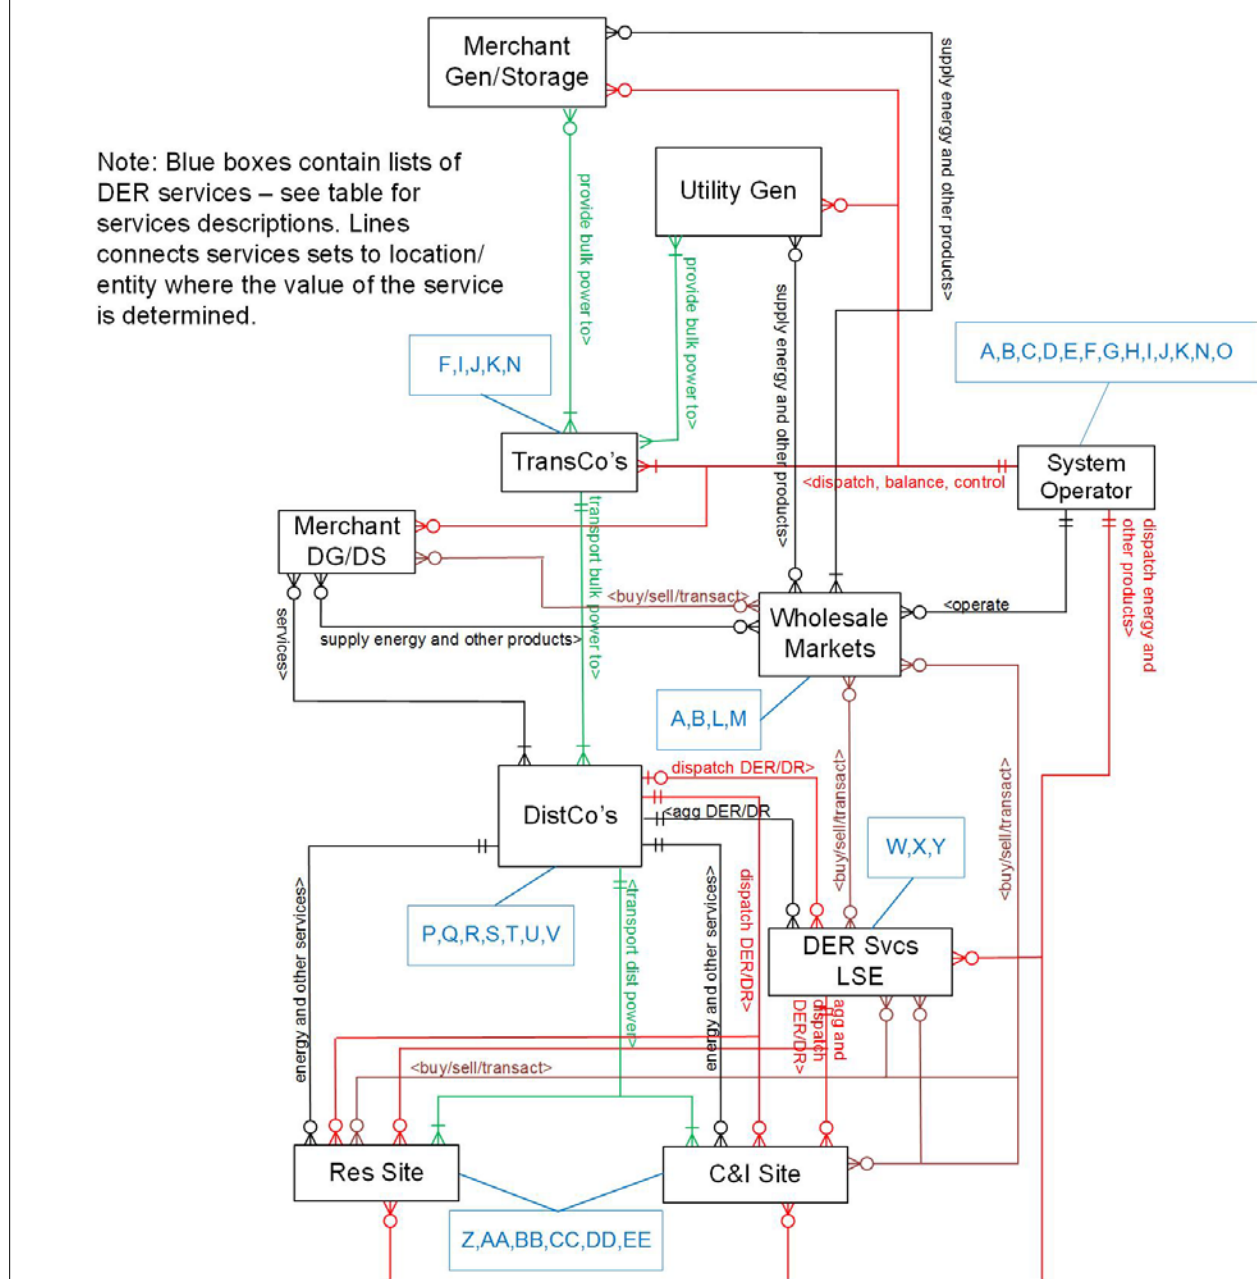 Merchant
Gen/Storage
supply energy and other products>
Note: Blue boxes contain lists of
DER services – see table for
services descriptions. Lines
connects services sets to location/
entity where the value of the service
is determined.
provide bulk power to>
Utility Gen
provide bulk power to>
supply energy and other products>
F,I,J,K,N
A,B,C,D,E,F,G,H,I,J,K,N,O
TransCo's
System
Operator
<dispatch, balance, control
Merchant
DG/DS
transport bulk power to>
dispatch energy and
other products>
<buy/sell/transact>
<operate
Wholesale
Markets
services>
supply energy and other products>
A,B,L,M
dispatch DER/DR>
<buy/sell/transact>
<buy/sell/transact>
DistCo's
<agg DER/DR
W,X,Y
energy and other services>
P,Q,R,S,T,U,V
<transport dist power>
energy and other services>
dispatch DER/DR>
DER Svcs
LSE
agg and
dispatch
DER/DR>
<buy/sell/transact>
Res Site
C&I Site
Z,AA,BB,CC,DD,EE